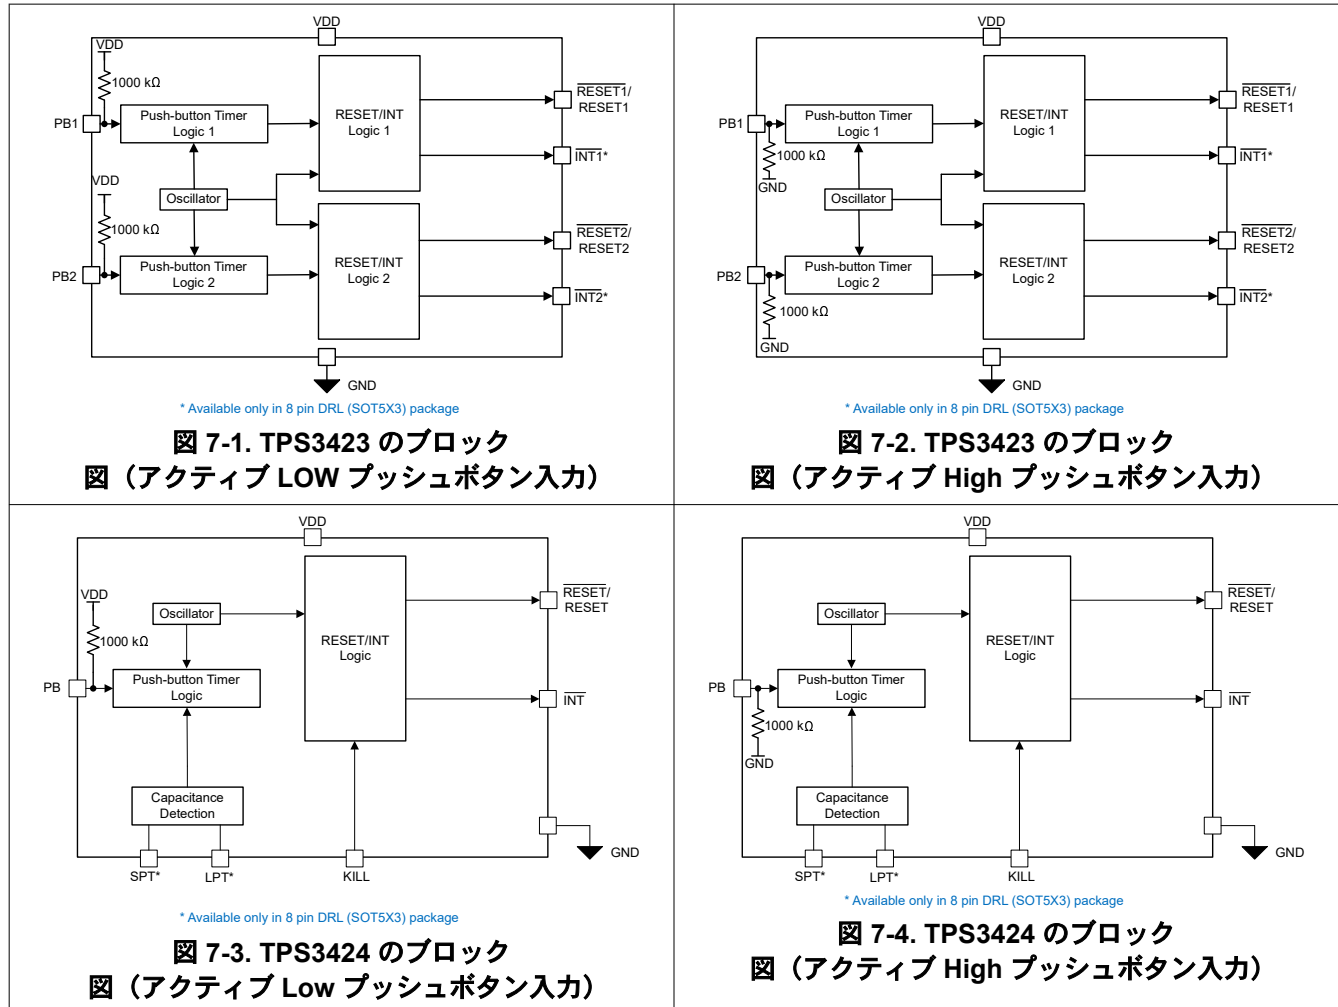 VDD
VDD
1000 kΩ
PB1
Push-button Timer
Logic 1
RESET/INT
Logic 1
RESET1/
RESET1
INT1*
VDD
Oscillator
1000 kΩ
PB2
Push-button Timer
Logic 2
RESET/INT
Logic 2
RESET2/
RESET2
INT2*
GND
* Available only in 8 pin DRL (SOT5X3) package
図 7-1. TPS3423 のブロック
図（アクティブ LOW プッシュボタン入力）
VDD
PB1
Push-button Timer
Logic 1
1000 kΩ
GND
RESET/INT
Logic 1
RESET1/
RESET1
INT1*
Oscillator
PB2
Push-button Timer
Logic 2
1000 kΩ
GND
RESET/INT
Logic 2
RESET2/
RESET2
INT2*
GND
* Available only in 8 pin DRL (SOT5X3) package
図 7-2. TPS3423 のブロック
図（アクティブ High プッシュボタン入力）
VDD
VDD
1000 kΩ
Oscillator
PB
Push-button Timer
Logic
RESET/INT
Logic
RESET/
RESET
INT
Capacitance
Detection
GND
SPT*
LPT*
KILL
* Available only in 8 pin DRL (SOT5X3) package
図 7-3. TPS3424 のブロック
図（アクティブ Low プッシュボタン入力）
VDD
Oscillator
PB
Push-button Timer
Logic
1000 kΩ
GND
RESET/INT
Logic
RESET/
RESET
INT
Capacitance
Detection
GND
SPT*
LPT*
KILL
* Available only in 8 pin DRL (SOT5X3) package
図 7-4. TPS3424 のブロック
図（アクティブ High プッシュボタン入力）